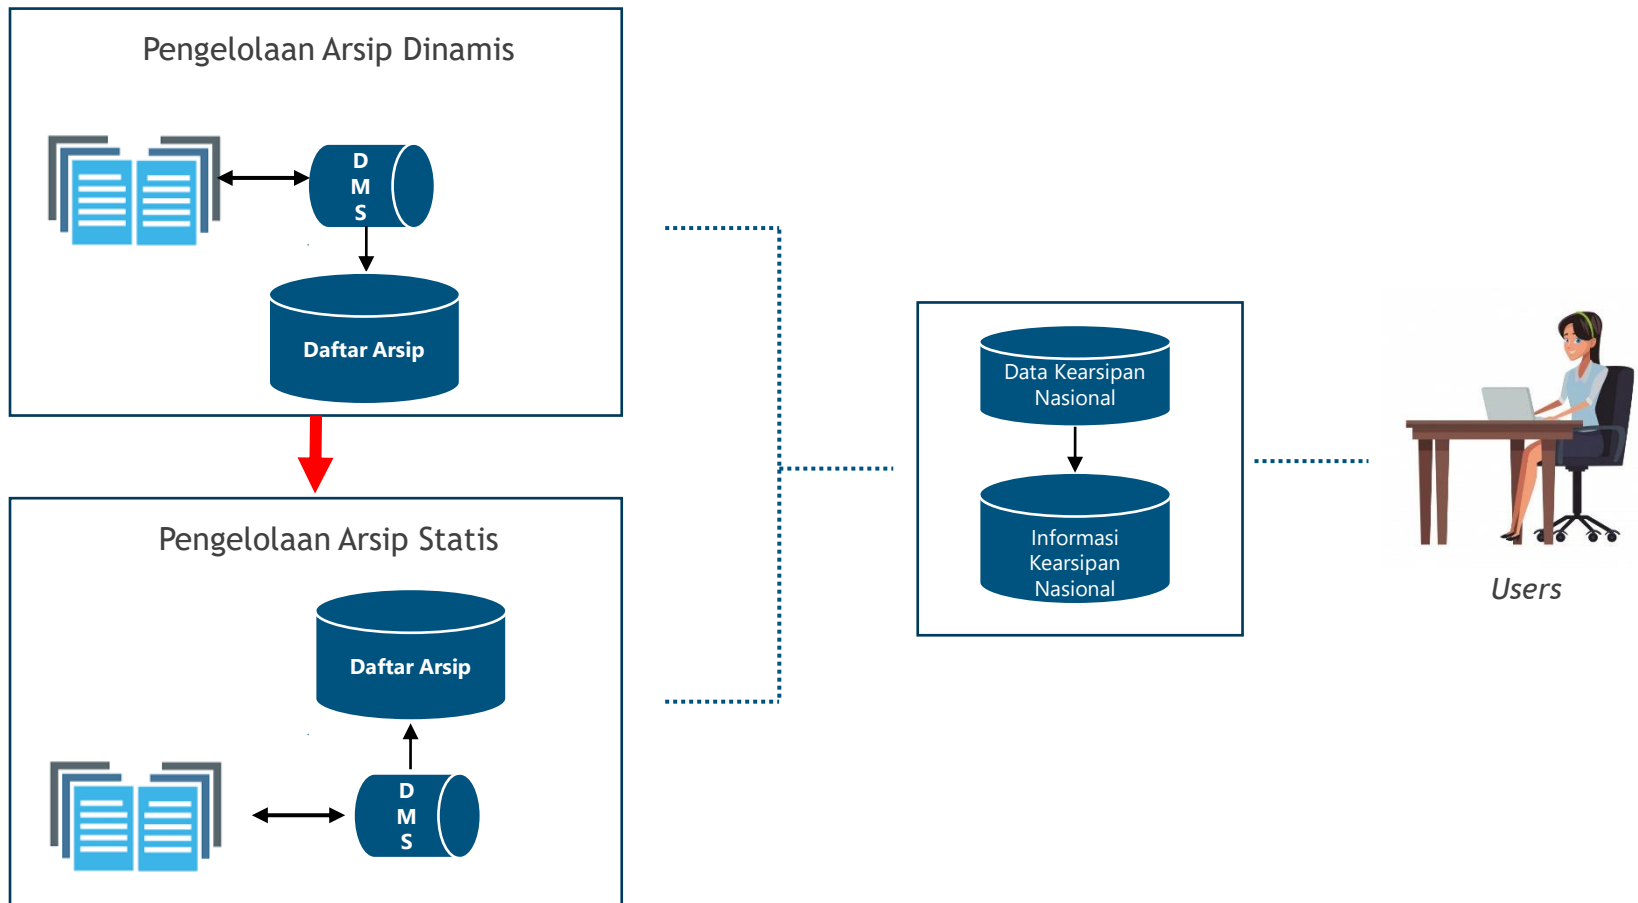 Pengelolaan Arsip Dinamis
D
M
S
Daftar Arsip
Pengelolaan Arsip Statis
Daftar Arsip
D
M
S
Data Kearsipan
Nasional
Informasi
Kearsipan
Nasional
Users